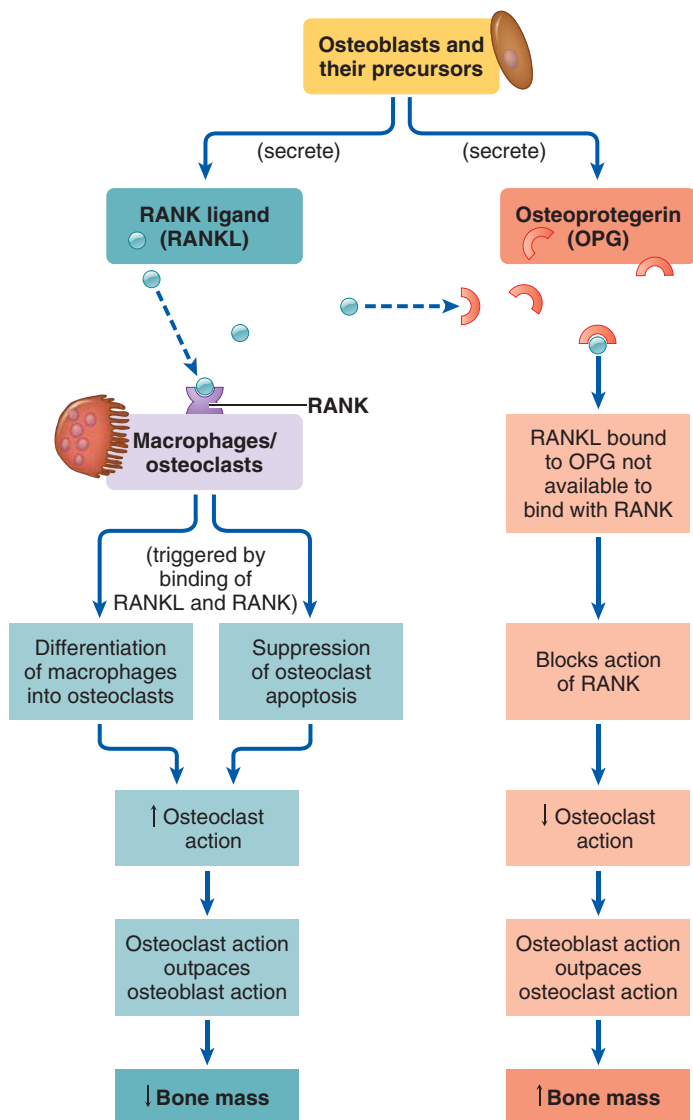 Osteoblasts and
their precursors
(secrete)
(secrete)
RANK ligand
(RANKL)
Osteoprotegerin
(OPG)
RANK
Macrophages/
osteoclasts
RANKL bound
to OPG not
available to
bind with RANK
(triggered by
binding of
RANKL and RANK)
Differentiation
of macrophages
into osteoclasts
Suppression
of osteoclast
apoptosis
Blocks action
of RANK
↑ Osteoclast
action
↓ Osteoclast
action
Osteoclast action
outpaces
osteoblast action
Osteoblast action
outpaces
osteoclast action
↓ Bone mass
↑ Bone mass